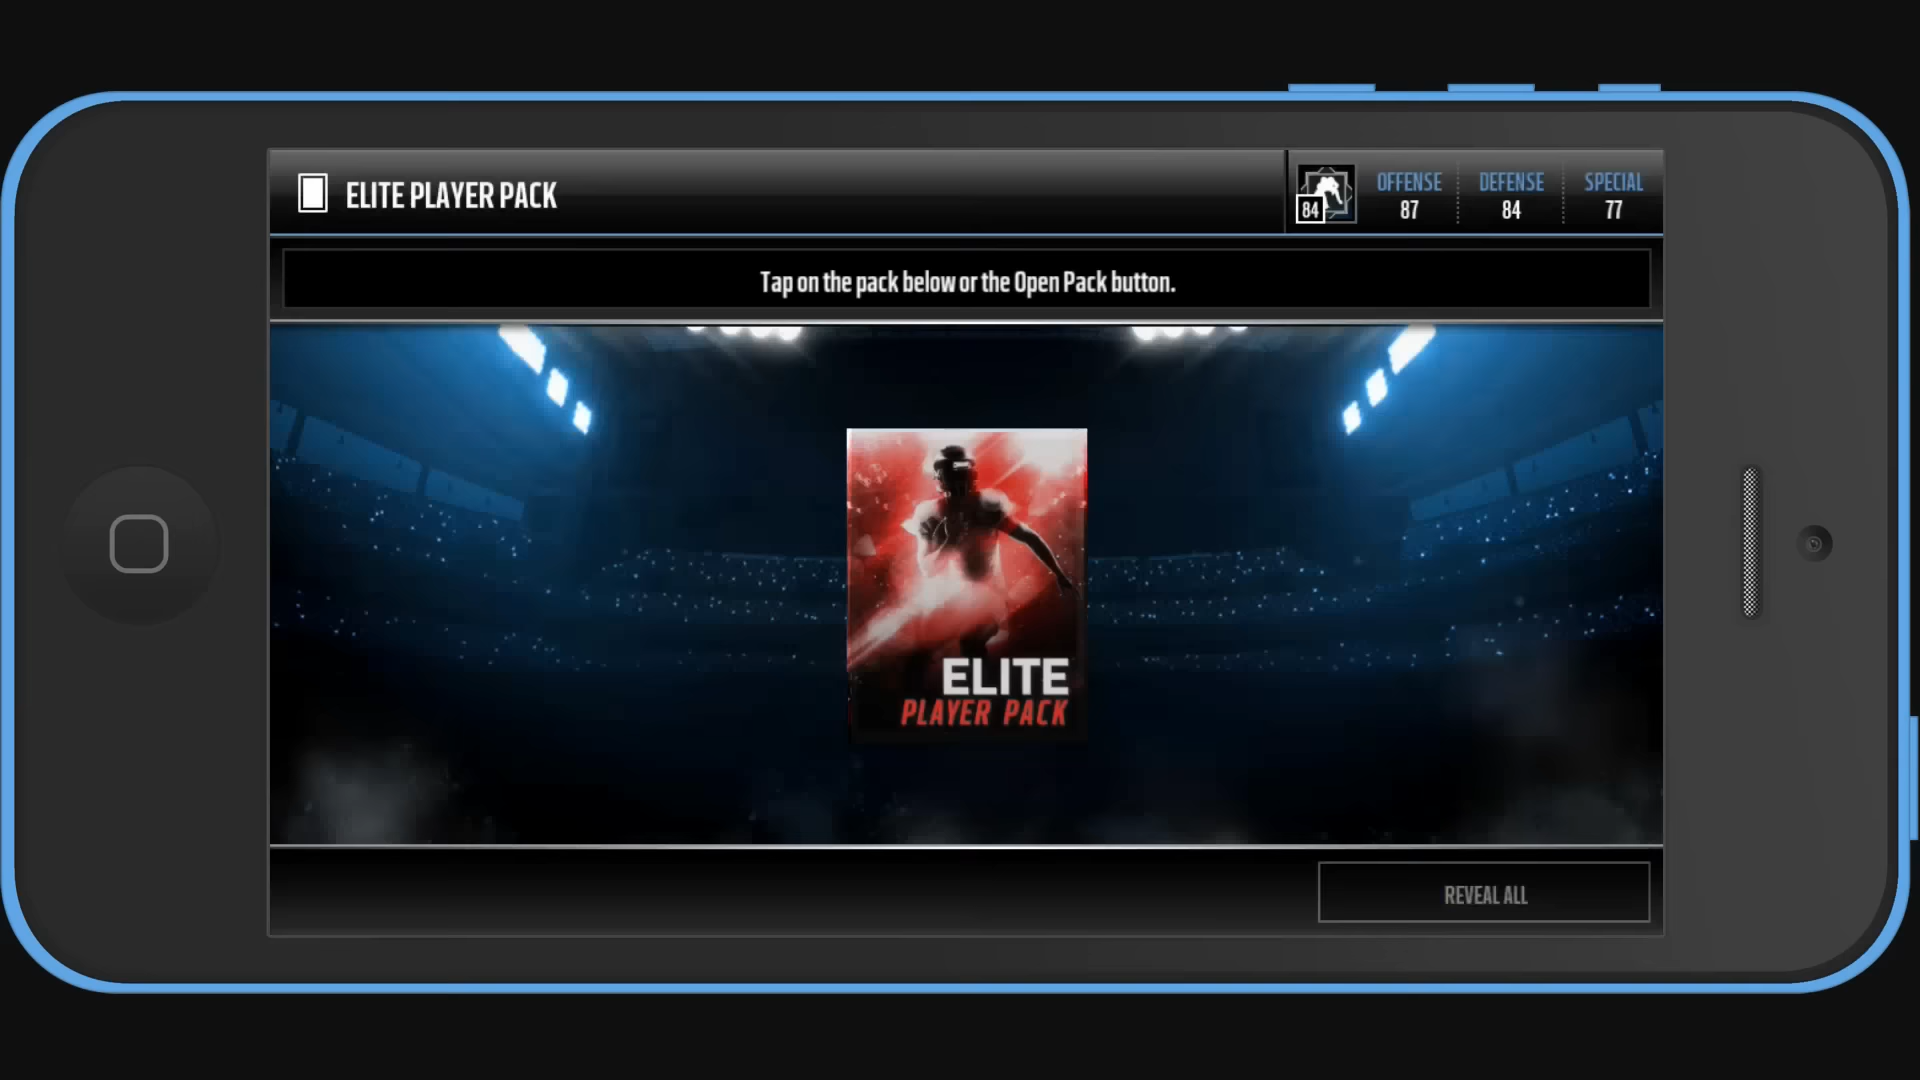 ELITE PLAYER PACK
84
OFFENSE
87
DEFENSE
84
SPECIAL
77
Tap on the pack below or the Open Pack button.
ELITE
PLAYER PACK
REVEAL ALL